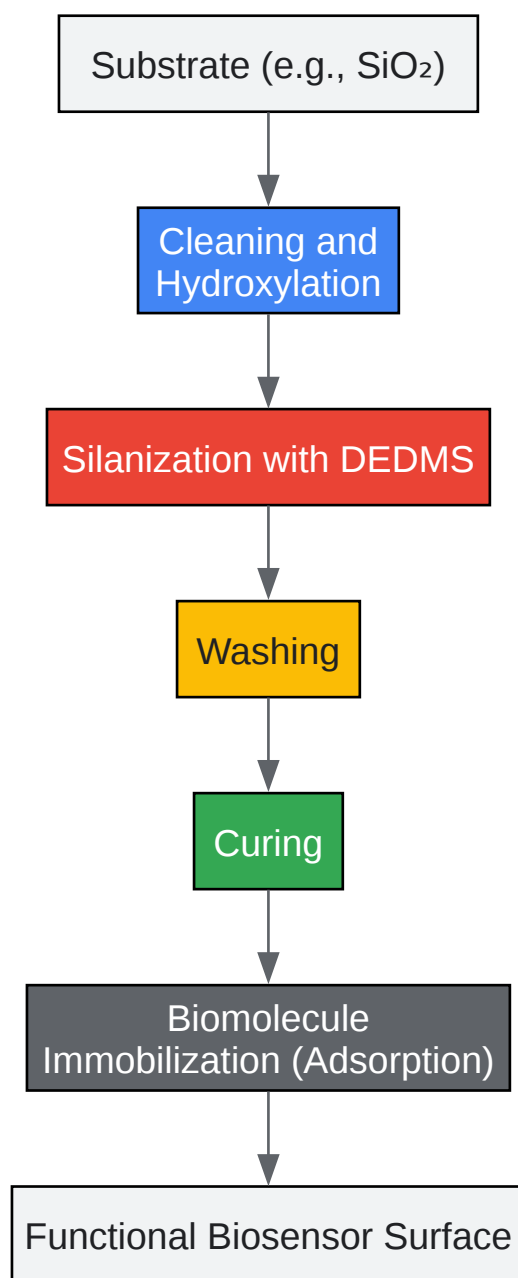 Substrate (e.g., SiO₂)
Cleaning and
Hydroxylation
Silanization with DEDMS
Washing
Curing
Biomolecule
Immobilization (Adsorption)
Functional Biosensor Surface